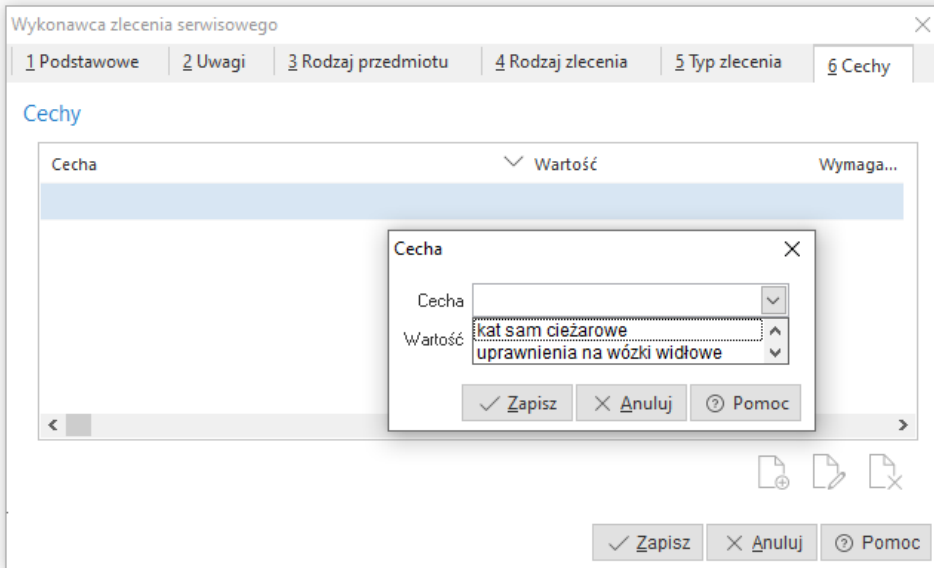 Wykonawca zlecenia serwisowego
1 Podstawowe 2 Uwagi 3 Rodzaj przedmiotu 4 Rodzaj zlecenia 5 Typ zlecenia 6 Cechy
Cechy
Cecha Wartość Wymaga...
Cecha
Cecha
Wartość
kat sam cieżarowe
uprawnienia na wózki widłowe
Zapisz Anuluj Pomoc
Zapisz Anuluj Pomoc